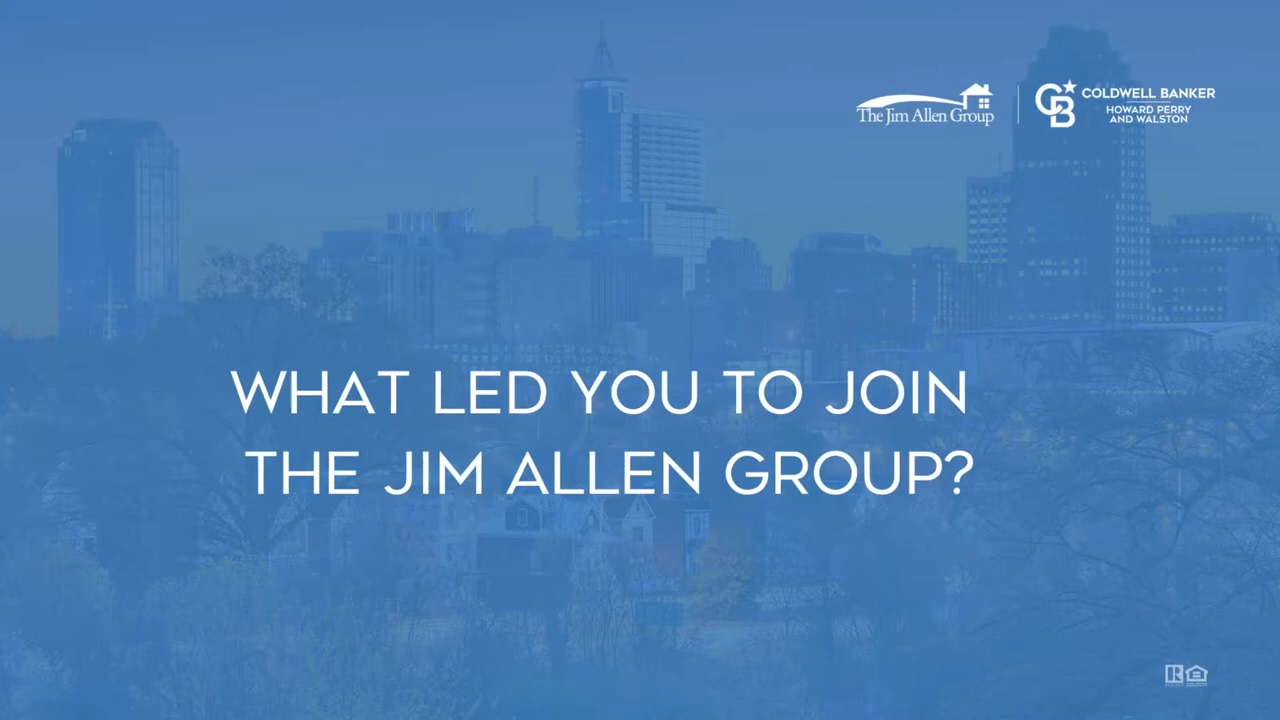 The Jim Allen Group
CB
COLDWELL BANKER
HOWARD PERRY
AND WALSTON
WHAT LED YOU TO JOIN
THE JIM ALLEN GROUP?